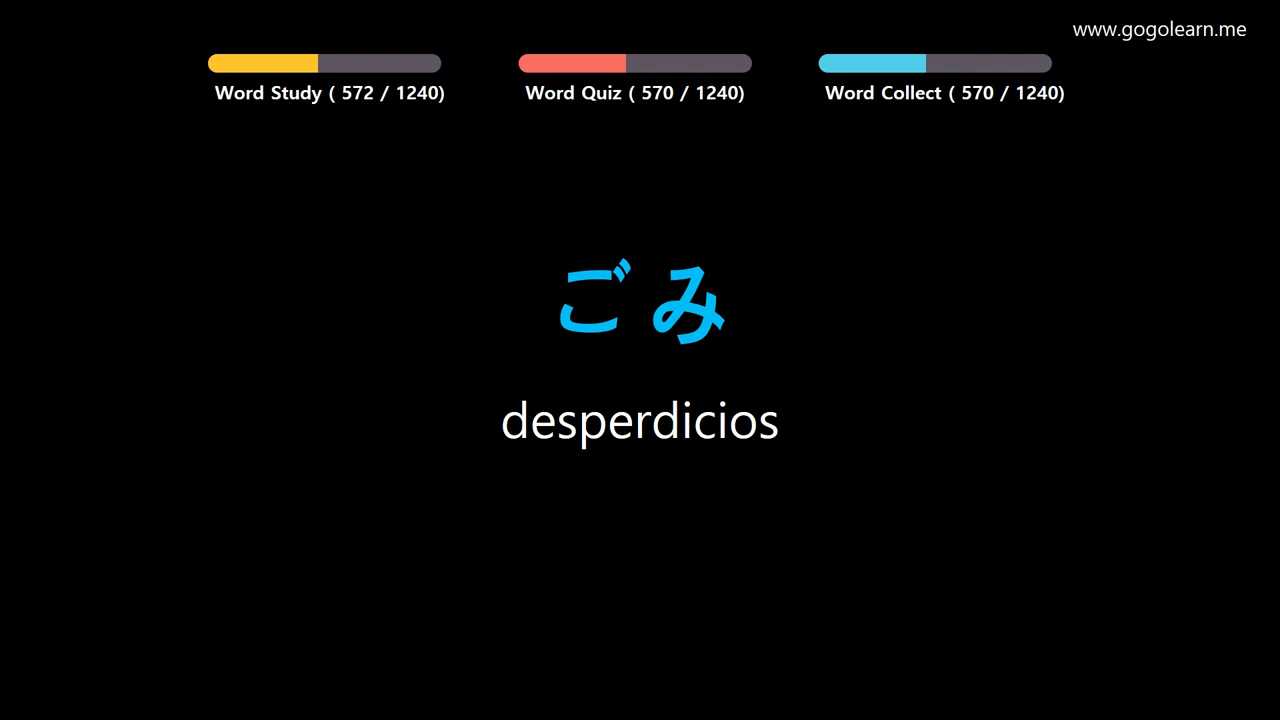 www.gogolearn.me
Word Study ( 572 / 1240)
Word Quiz ( 570 / 1240)
Word Collect ( 570 / 1240)
ごみ
desperdicios